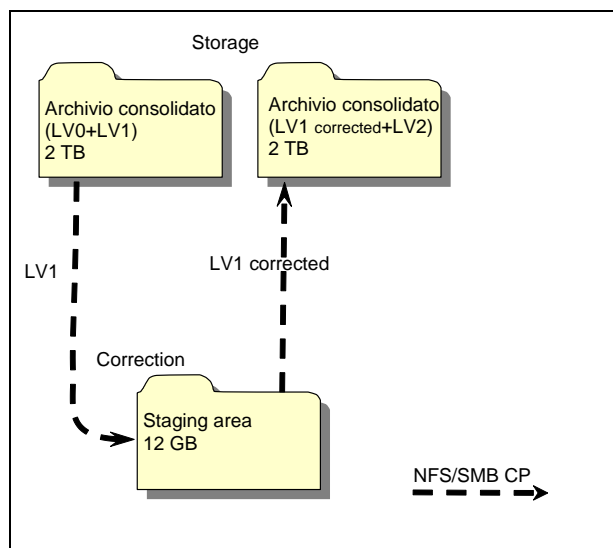 Storage
Archivio consolidato
(LV0+LV1)
2 TB
Archivio consolidato
(LV1 corrected+LV2)
2 TB
LV1
LV1 corrected
Correction
Staging area
12 GB
NFS/SMB CP